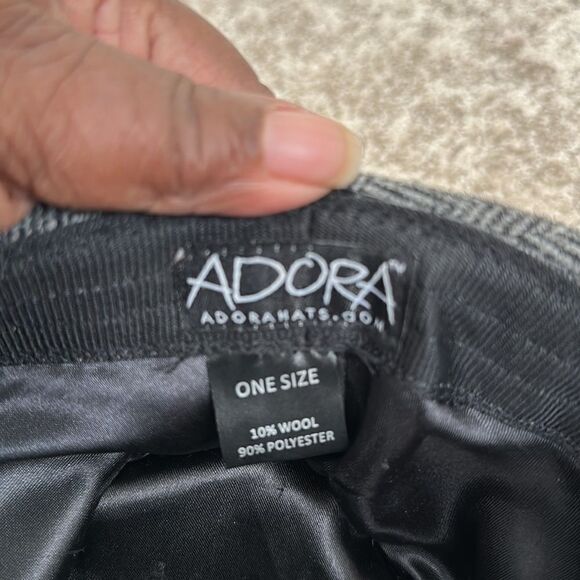 ADORA™
ADORAHATS.COM
ONE SIZE
10% WOOL
90% POLYESTER